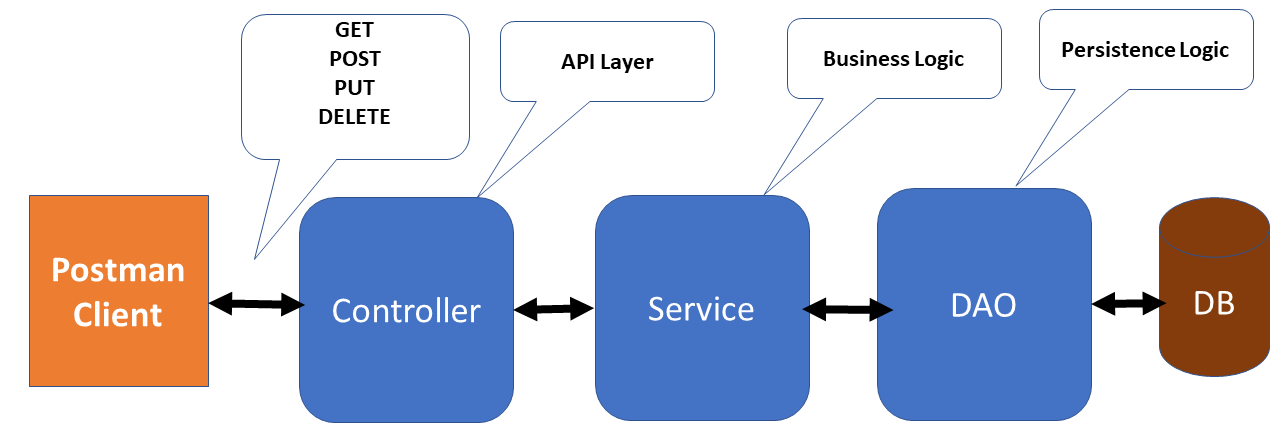 GET
POST
PUT
DELETE
API Layer
Business Logic
Persistence Logic
Postman
Client
Controller
Service
DAO
DB